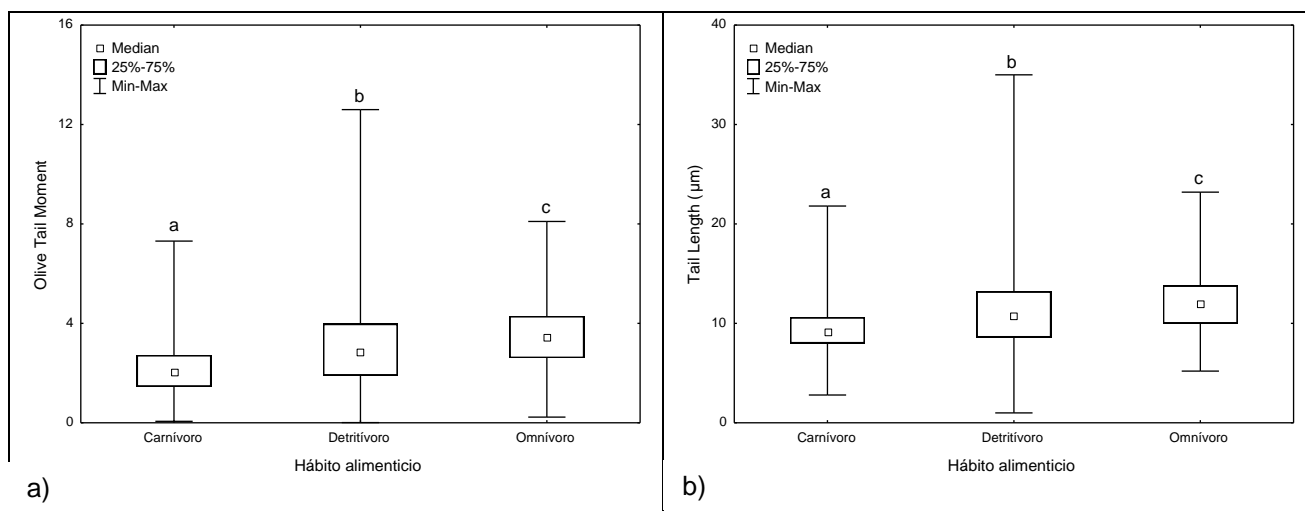 16
Median
25%-75%
Min-Max
b
12
Olive Tail Moment
8
a
c
4
0
Carnívoro
Detritívoro
Omnívoro
Hábito alimenticio
a)
40
Median
25%-75%
Min-Max
b
30
Tail Length ( µm)
a
c
20
10
0
Carnívoro
Detritívoro
Omnívoro
Hábito alimenticio
b)